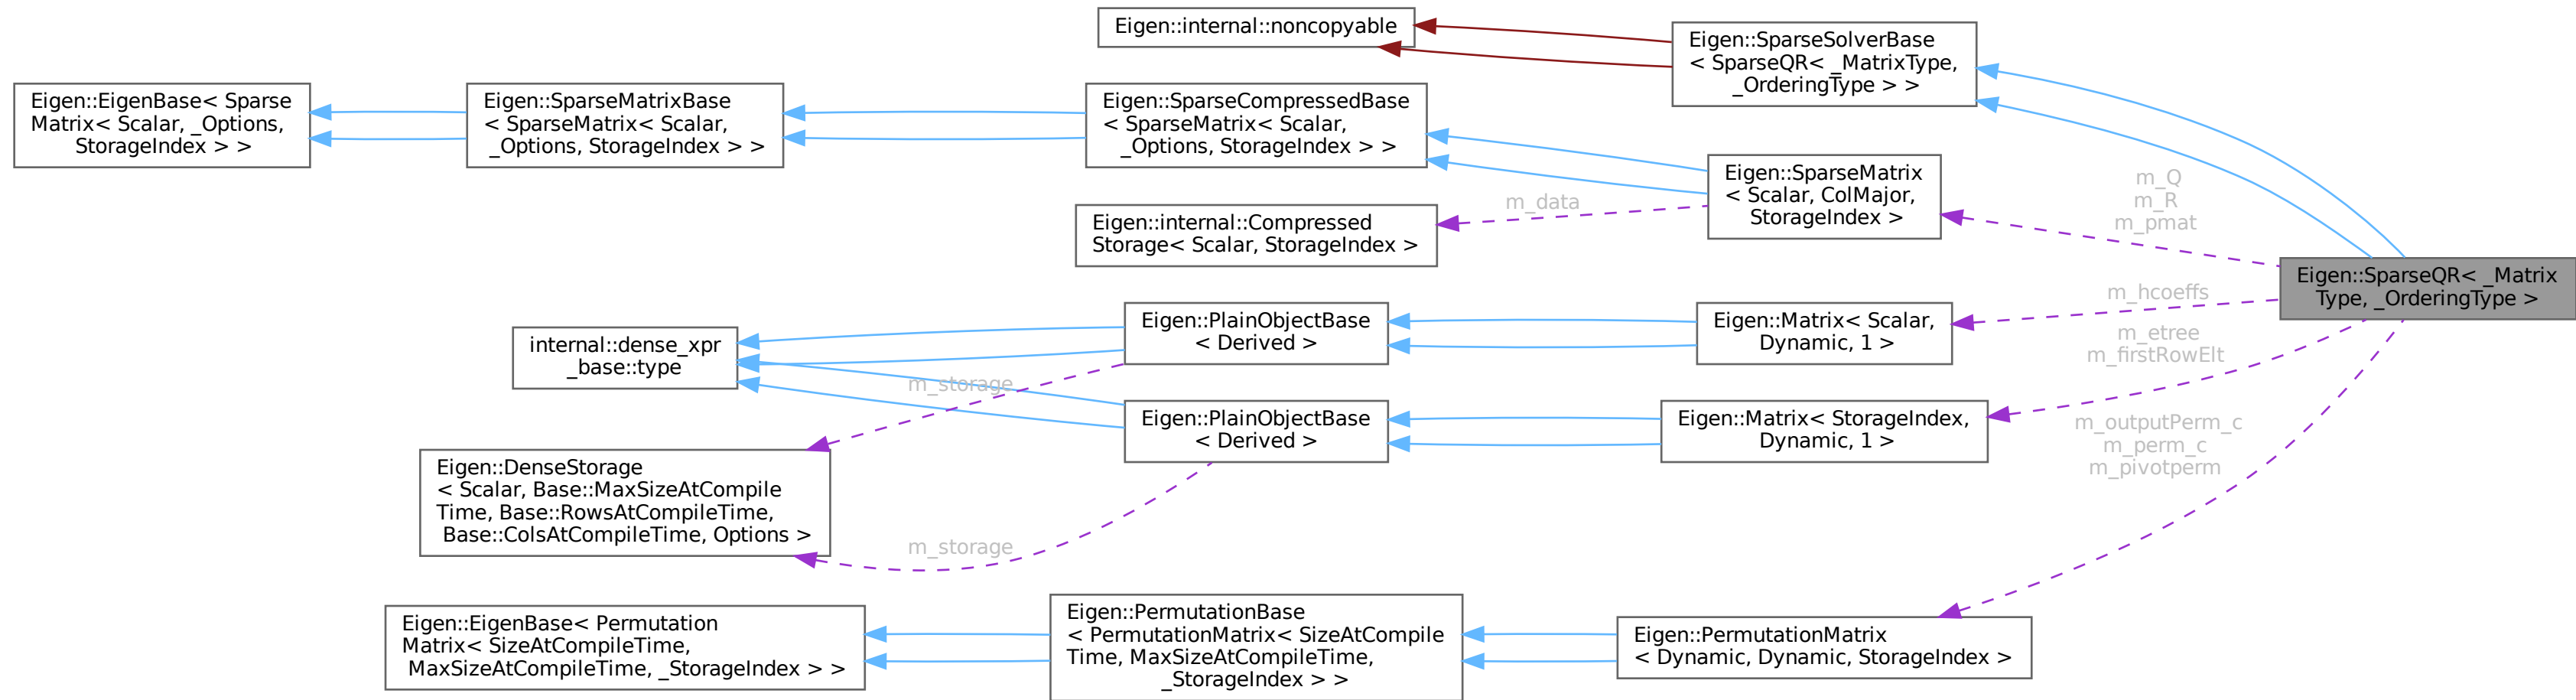 Eigen::internal::noncopyable
Eigen::SparseSolverBase
< SparseQR< _MatrixType,
_OrderingType > >
Eigen::EigenBase< Sparse
Matrix< Scalar, _Options,
StorageIndex > >
Eigen::SparseMatrixBase
< SparseMatrix< Scalar,
_Options, StorageIndex > >
Eigen::SparseCompressedBase
< SparseMatrix< Scalar,
_Options, StorageIndex > >
Eigen::SparseMatrix
< Scalar, ColMajor,
StorageIndex >
m_Q
m_R
m_pmat
m_data
Eigen::internal::Compressed
Storage< Scalar, StorageIndex >
Eigen::SparseQR< _Matrix
Type, _OrderingType >
m_hcoeffs
Eigen::PlainObjectBase
< Derived >
Eigen::Matrix< Scalar,
Dynamic, 1 >
internal::dense_xpr
_base::type
m_etree
m_firstRowElt
m_storage
Eigen::PlainObjectBase
< Derived >
Eigen::Matrix< StorageIndex,
Dynamic, 1 >
m_outputPerm_c
m_perm_c
m_pivotperm
Eigen::DenseStorage
< Scalar, Base::MaxSizeAtCompile
Time, Base::RowsAtCompileTime,
Base::ColsAtCompileTime, Options >
m_storage
Eigen::EigenBase< Permutation
Matrix< SizeAtCompileTime,
MaxSizeAtCompileTime, _StorageIndex > >
Eigen::PermutationBase
< PermutationMatrix< SizeAtCompile
Time, MaxSizeAtCompileTime,
_StorageIndex > >
Eigen::PermutationMatrix
< Dynamic, Dynamic, StorageIndex >